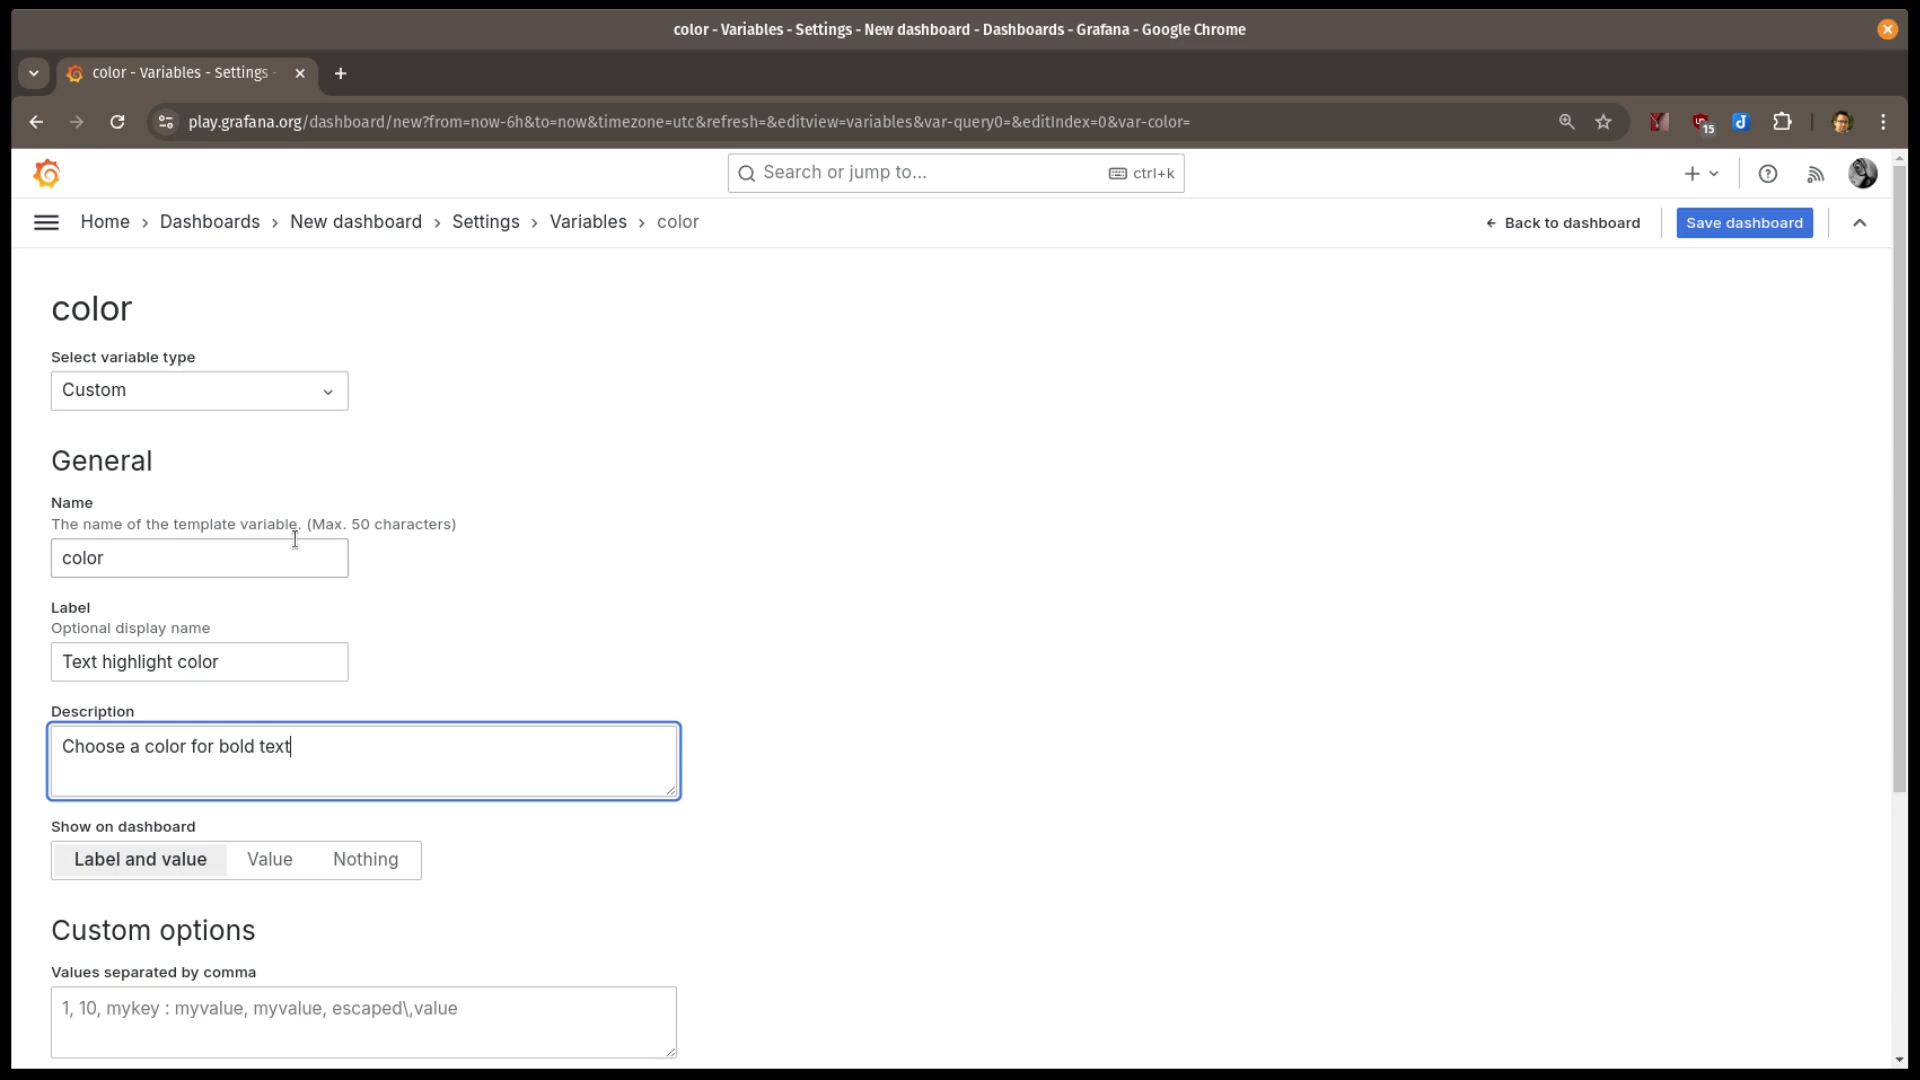 color - Variables - Settings - New dashboard - Dashboards - Grafana - Google Chrome
color - Variables - Settings -
play.grafana.org/dashboard/new?from=now-6h&to=now&timezone=utc&refresh=&editview=variables&var-query0=&editIndex=0&var-color=
15
Search or jump to...
ctrl+k
Home › Dashboards › New dashboard › Settings › Variables › color
Back to dashboard
Save dashboard
color
Select variable type
Custom
General
Name
The name of the template variable. (Max. 50 characters)
color
Label
Optional display name
Text highlight color
Description
Choose a color for bold text
Show on dashboard
Label and value Value Nothing
Custom options
Values separated by comma
1, 10, mykey : myvalue, myvalue, escaped\,value